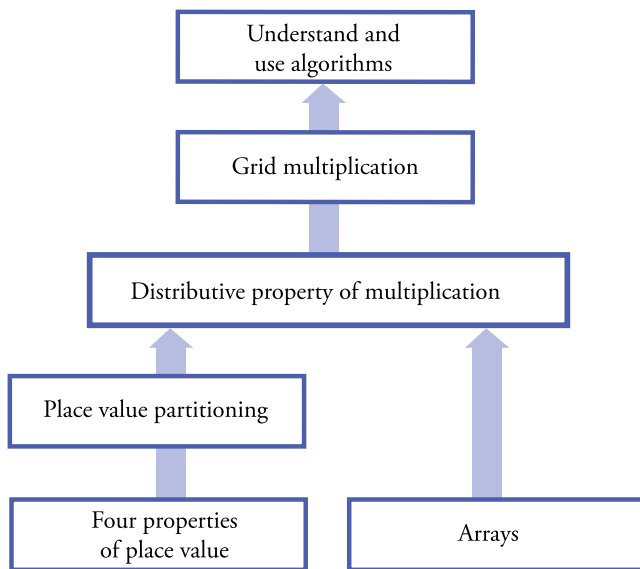 Understand and
use algorithms
Grid multiplication
Distributive property of multiplication
Place value partitioning
Four properties
of place value
Arrays